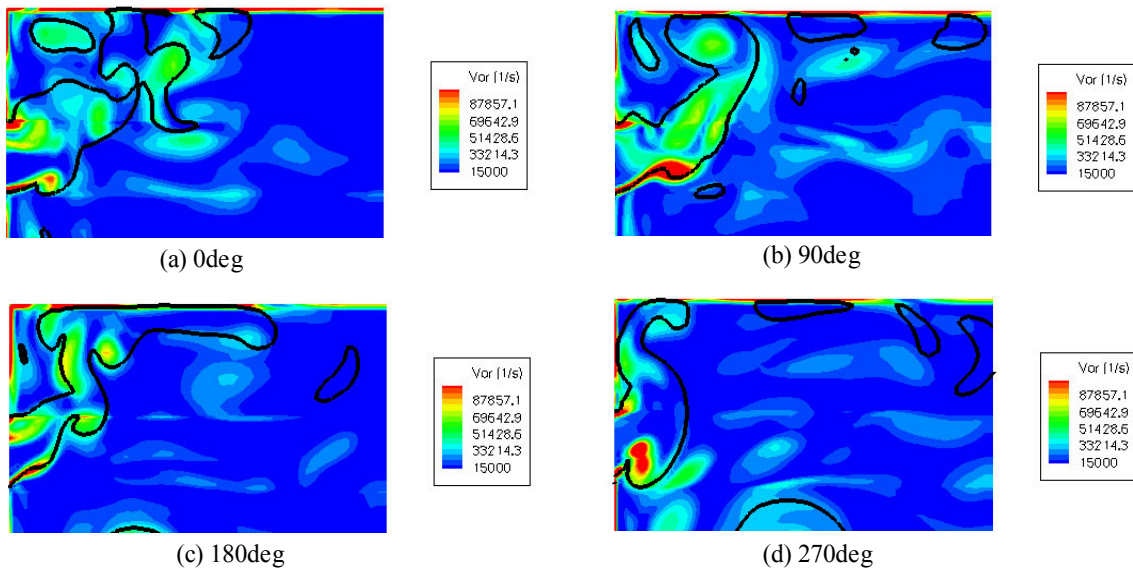 Vor (1/s)
87857.1
69642.9
51428.6
33214.3
15000
(a) 0deg
Vor (1/s)
87857.1
69642.9
51428.6
33214.3
15000
(b) 90deg
Vor (1/s)
87857.1
69642.9
51428.6
33214.3
15000
(c) 180deg
Vor (1/s)
87857.1
69642.9
51428.6
33214.3
15000
(d) 270deg